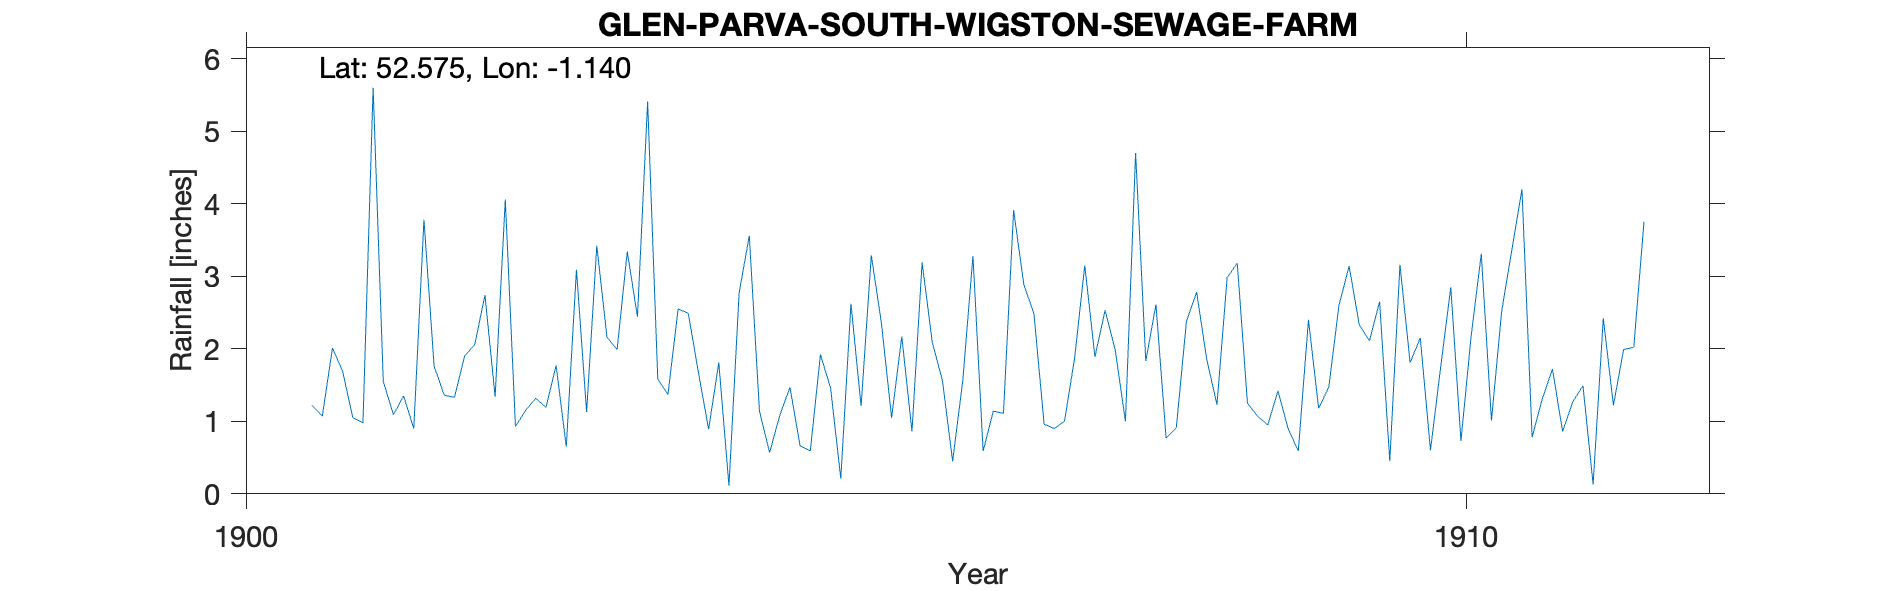 GLEN-PARVA-SOUTH-WIGSTON-SEWAGE-FARM
Lat: 52.575, Lon: -1.140
Rainfall [inches]
6
5
4
3
2
1
0
1900
1910
Year